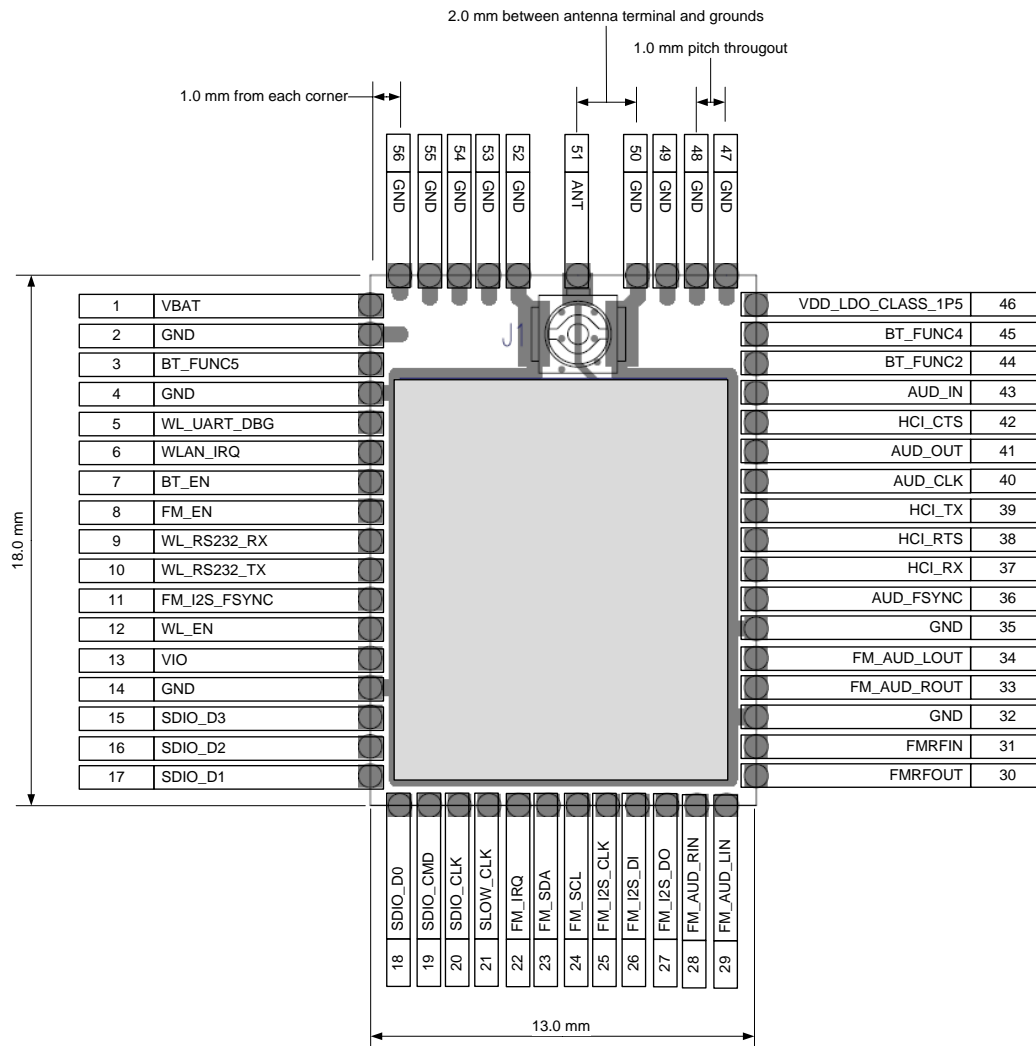 2.0 mm between antenna terminal and grounds
1.0 mm pitch througout
1.0 mm from each corner
56 GND
55 GND
54 GND
53 GND
52 GND
51 ANT
50 GND
49 GND
48 GND
47 GND
J1
18.0 mm
1 VBAT
2 GND
3 BT_FUNC5
4 GND
5 WL_UART_DBG
6 WLAN_IRQ
7 BT_EN
8 FM_EN
9 WL_RS232_RX
10 WL_RS232_TX
11 FM_I2S_FSYNC
12 WL_EN
13 VIO
14 GND
15 SDIO_D3
16 SDIO_D2
17 SDIO_D1
VDD_LDO_CLASS_1P5 46
BT_FUNC4 45
BT_FUNC2 44
AUD_IN 43
HCI_CTS 42
AUD_OUT 41
AUD_CLK 40
HCI_TX 39
HCI_RTS 38
HCI_RX 37
AUD_FSYNC 36
GND 35
FM_AUD_LOUT 34
FM_AUD_ROUT 33
GND 32
FMRFIN 31
FMRFOUT 30
18 SDIO_D0
19 SDIO_CMD
20 SDIO_CLK
21 SLOW_CLK
22 FM_IRQ
23 FM_SDA
24 FM_SCL
25 FM_I2S_CLK
26 FM_I2S_DI
27 FM_I2S_DO
28 FM_AUD_RIN
29 FM_AUD_LIN
13.0 mm